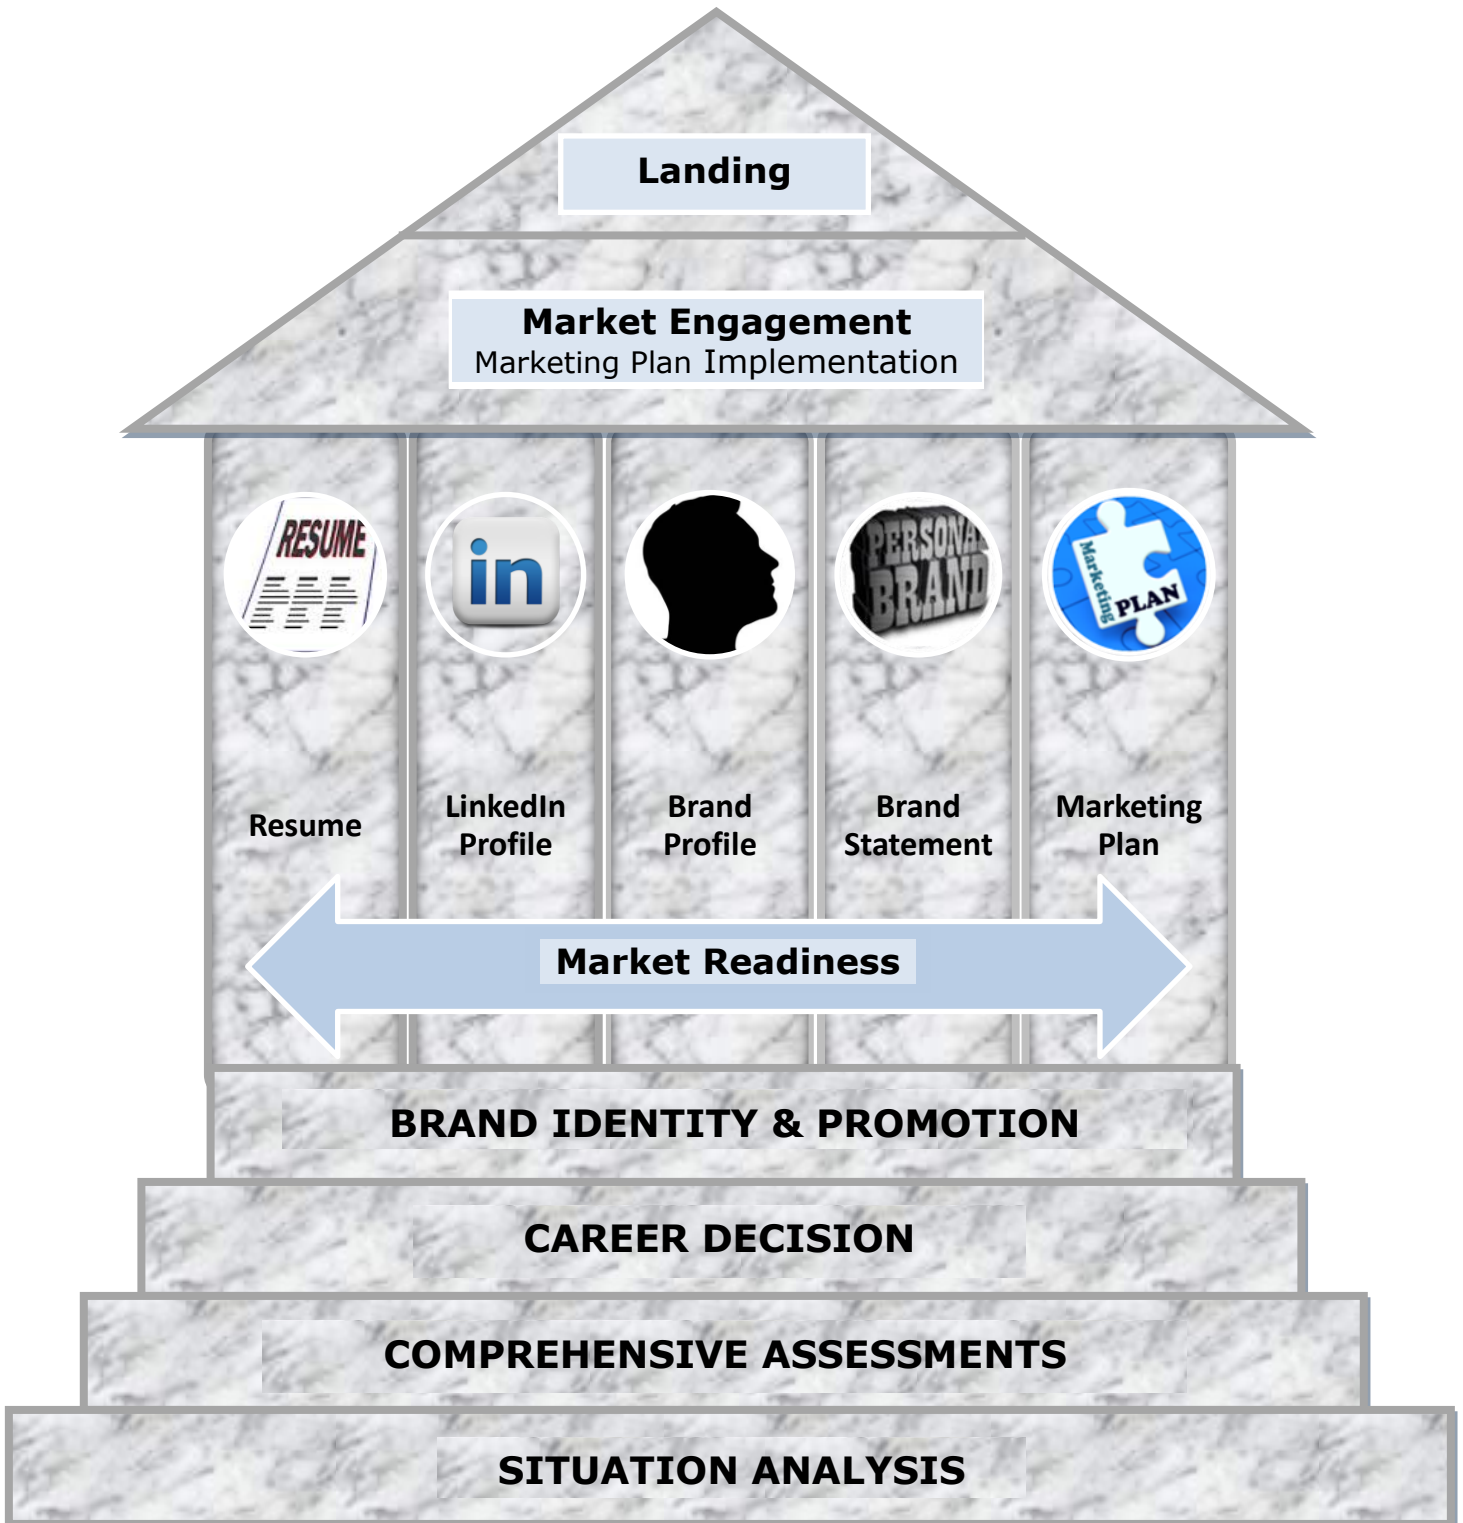 Landing
Market Engagement
Marketing Plan Implementation
RESUME
in
PERSONAL
BRAND
Marketing
PLAN
Resume
LinkedIn
Profile
Brand
Profile
Brand
Statement
Marketing
Plan
Market Readiness
BRAND IDENTITY & PROMOTION
CAREER DECISION
COMPREHENSIVE ASSESSMENTS
SITUATION ANALYSIS